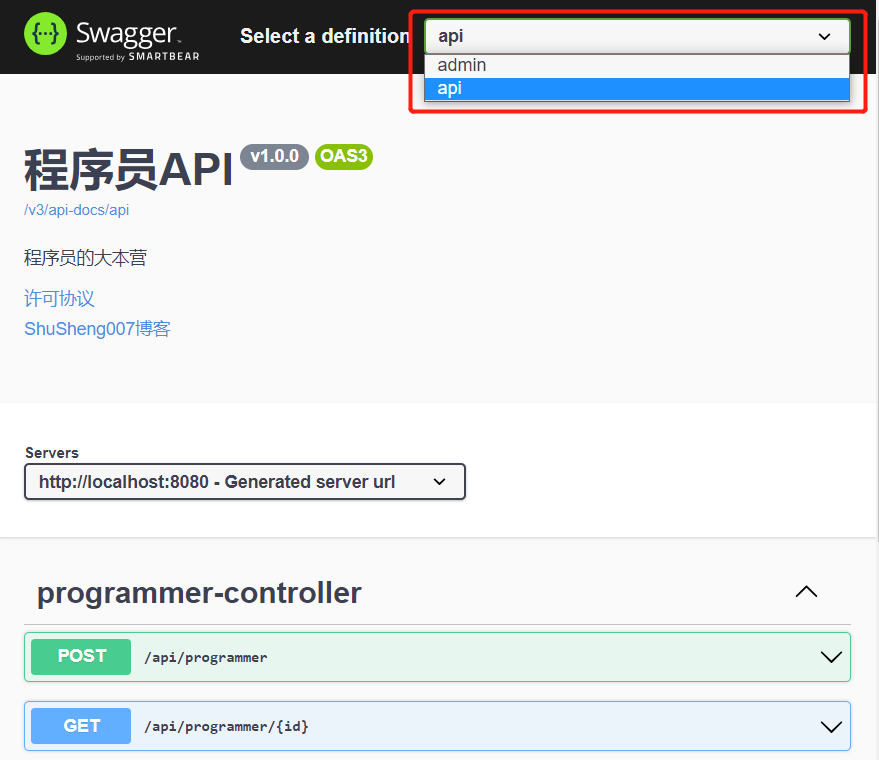 Swagger
Supported by SMARTBEAR
Select a definition
api
admin
api
程序员API v1.0.0 OAS3
/v3/api-docs/api
程序员的大本营
许可协议
ShuSheng007博客
Servers
http://localhost:8080 - Generated server url
programmer-controller
POST /api/programmer
GET /api/programmer/{id}